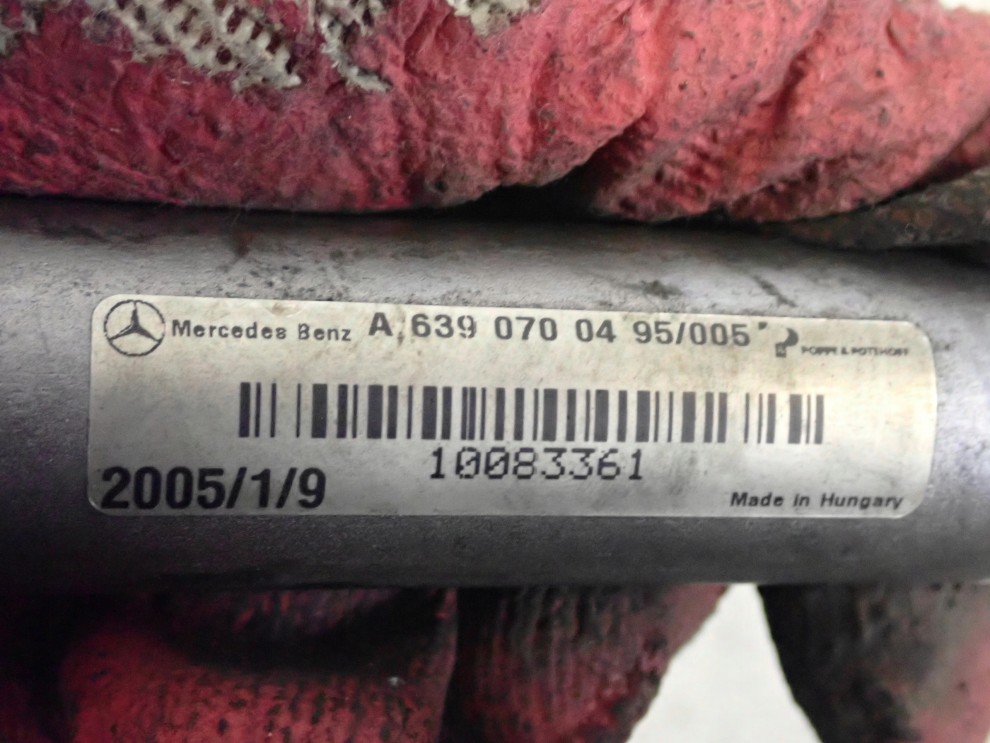 Mercedes Benz A 639 070 04 95/005 POPPE & POTTHOFF
10083361
2005/1/9
Made in Hungary